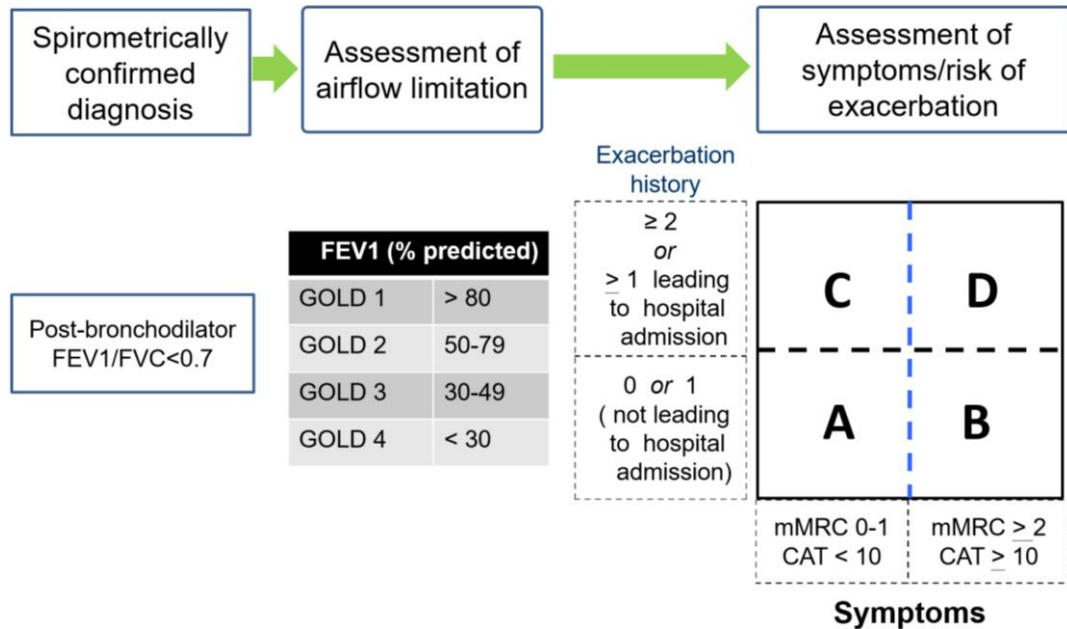 Spirometrically
confirmed
diagnosis
Assessment of
airflow limitation
Assessment of
symptoms/risk of
exacerbation
Post-bronchodilator
FEV1/FVC<0.7
FEV1 (% predicted)
GOLD 1 > 80
GOLD 2 50-79
GOLD 3 30-49
GOLD 4 < 30
Exacerbation
history
≥ 2
or
> 1 leading
to hospital
admission
0 or 1
( not leading
to hospital
admission)
C D
A B
mMRC 0-1
CAT < 10
mMRC > 2
CAT > 10
Symptoms